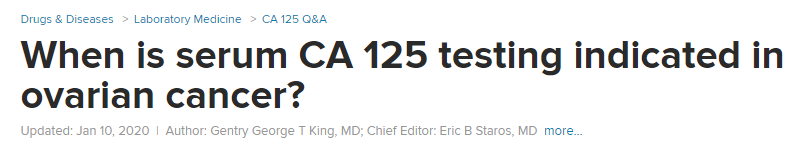 Drugs & Diseases > Laboratory Medicine > CA 125 Q&A
When is serum CA 125 testing indicated in
ovarian cancer?
Updated: Jan 10, 2020 | Author: Gentry George T King, MD; Chief Editor: Eric B Staros, MD more...